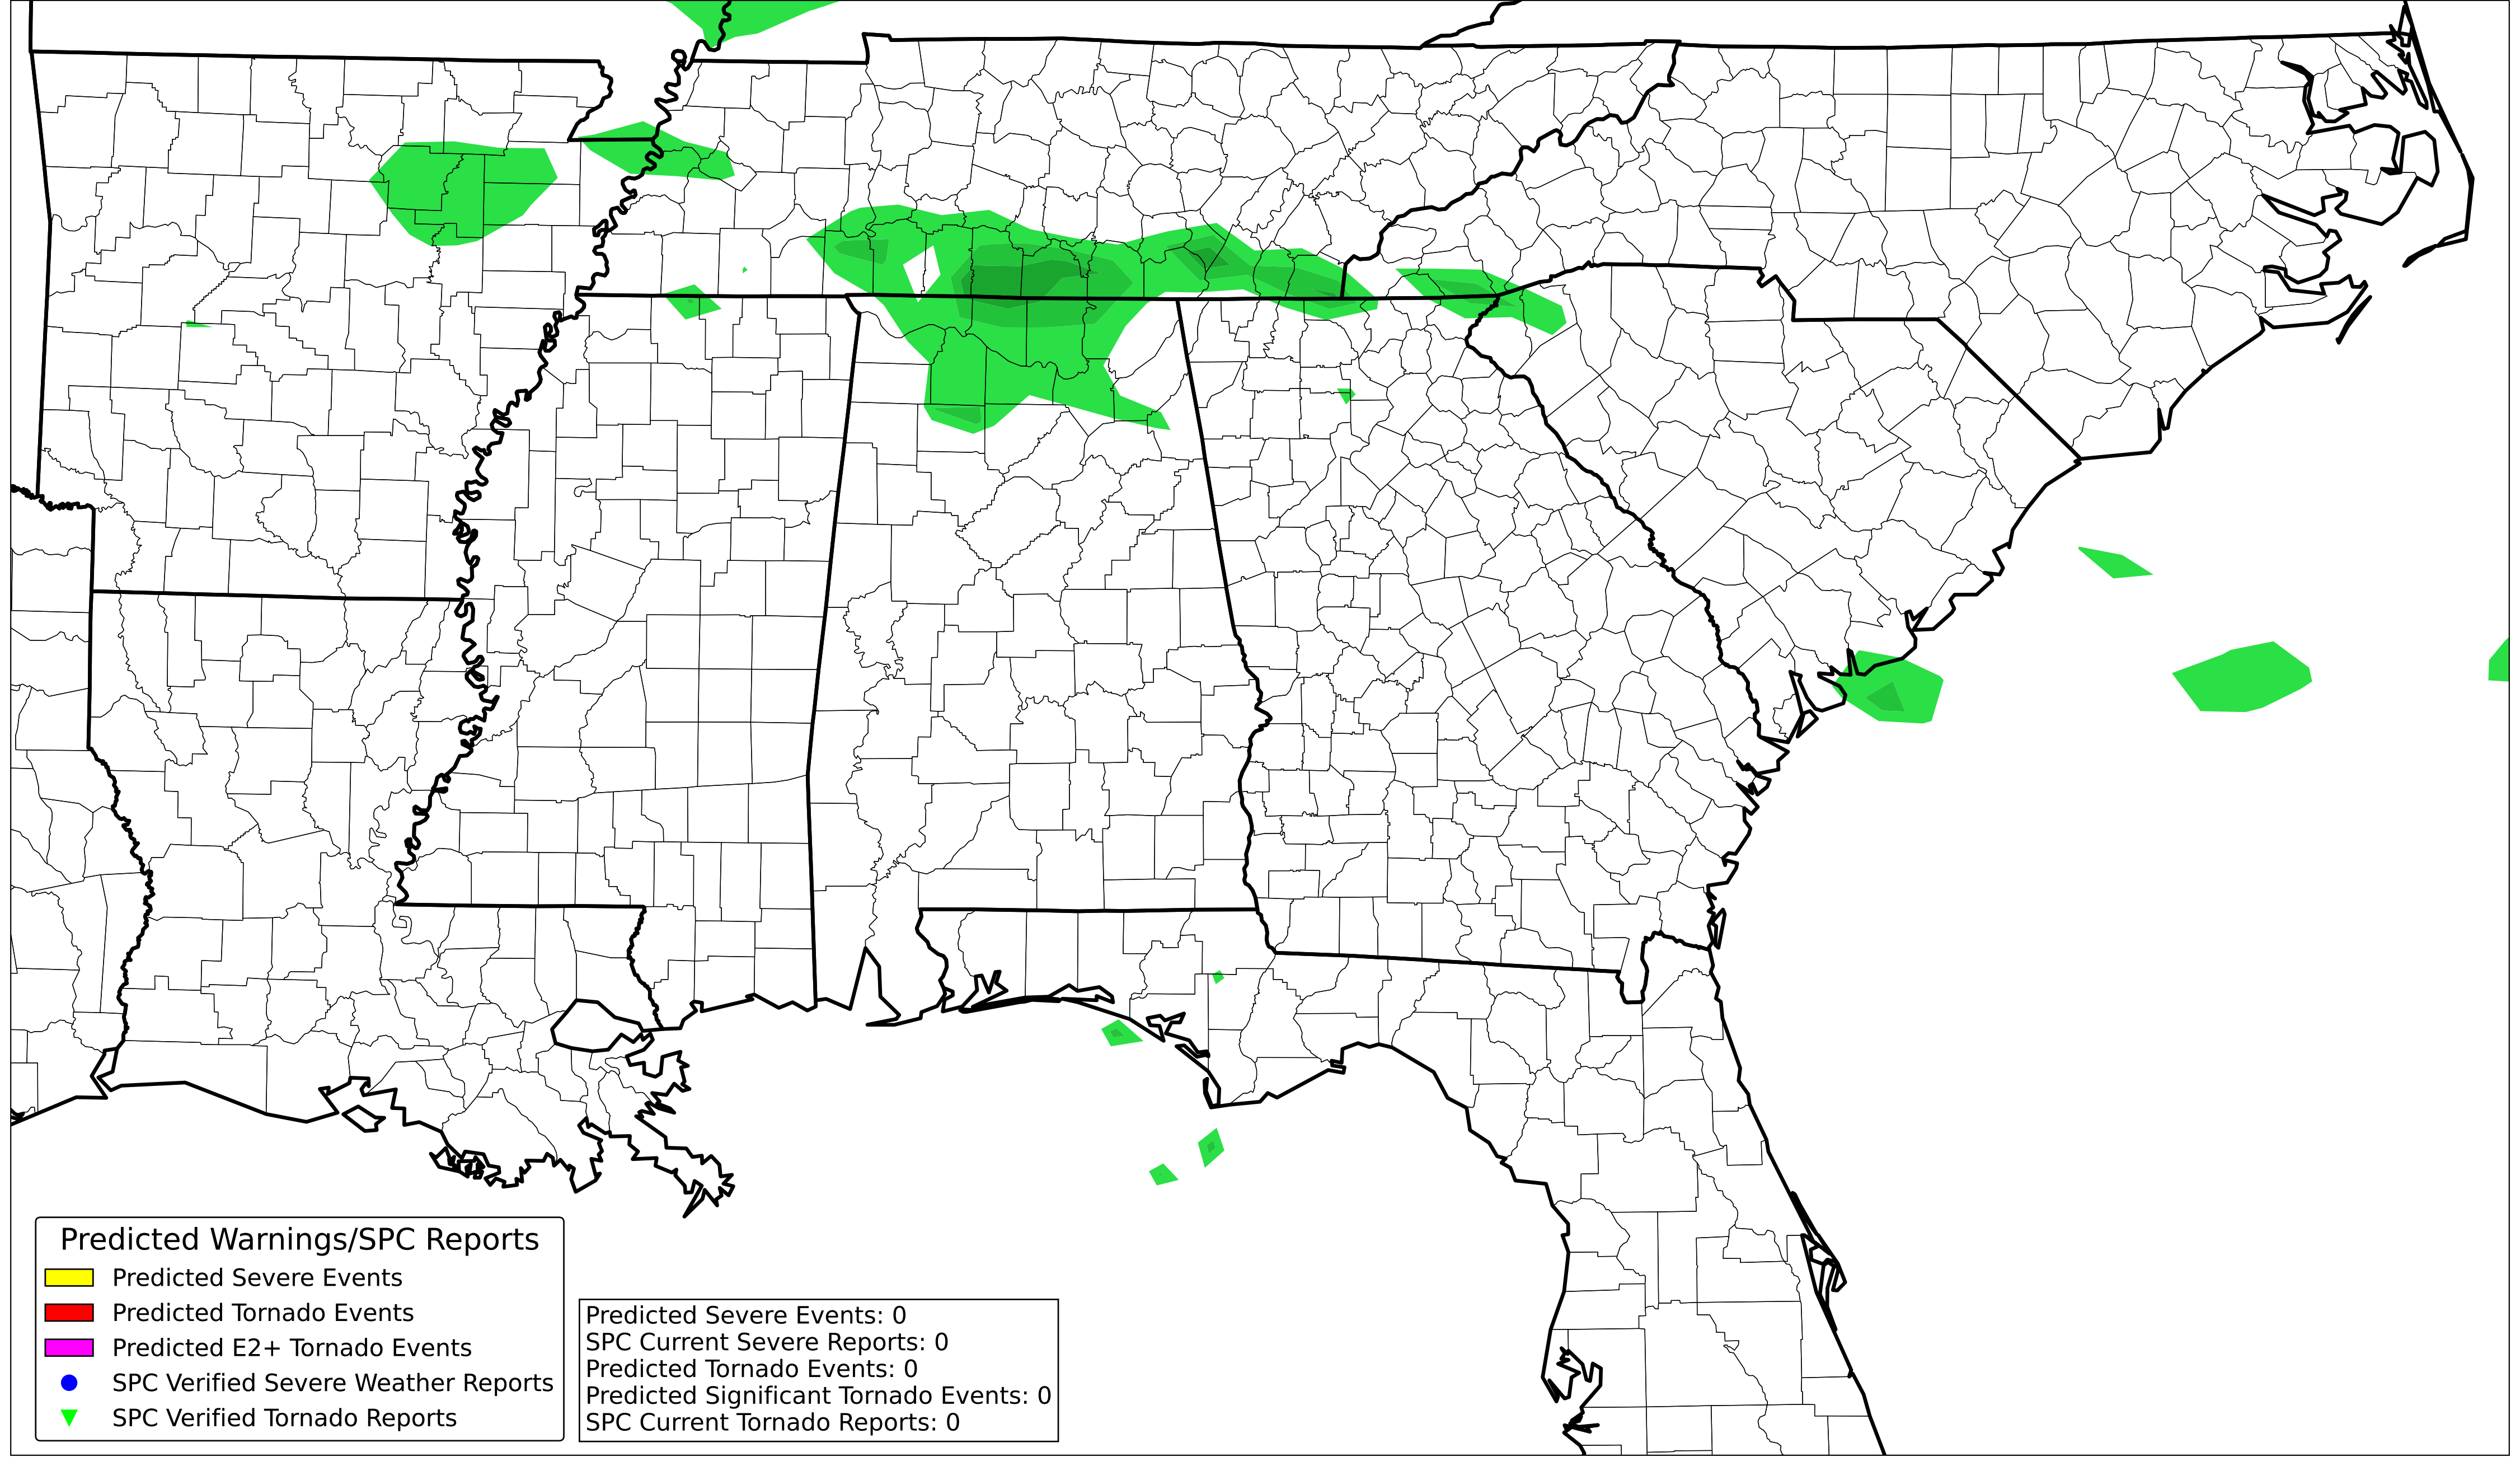 Predicted Warnings/SPC Reports
Predicted Severe Events
Predicted Tornado Events
Predicted E2+ Tornado Events
SPC Verified Severe Weather Reports
SPC Verified Tornado Reports
Predicted Severe Events: 0
SPC Current Severe Reports: 0
Predicted Tornado Events: 0
Predicted Significant Tornado Events: 0
SPC Current Tornado Reports: 0